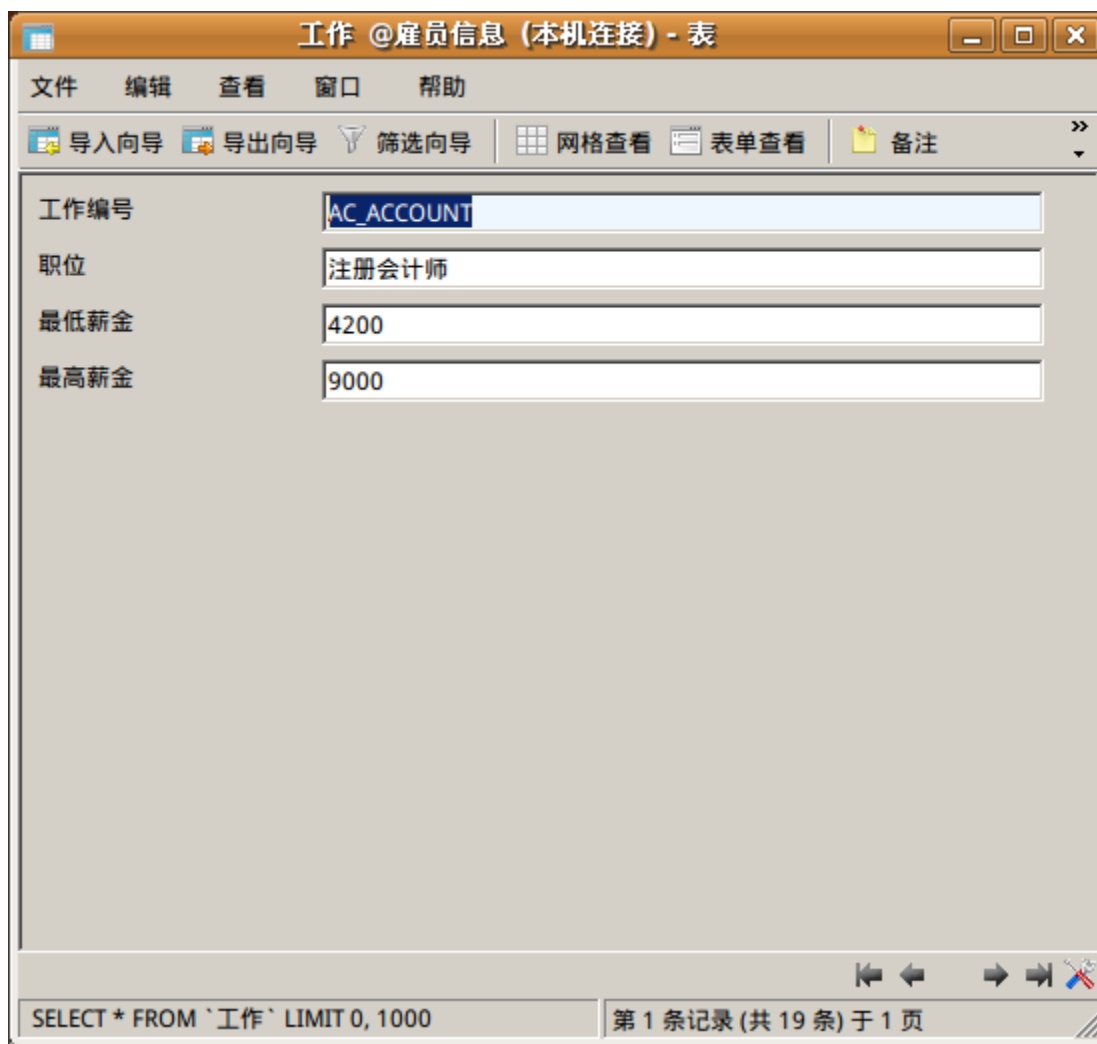 工作 @雇员信息 (本机连接) - 表
文件 编辑 查看 窗口 帮助
导入向导 导出向导 筛选向导 网格查看 表单查看 备注
工作编号 AC_ACCOUNT
职位 注册会计师
最低薪金 4200
最高薪金 9000
SELECT * FROM `工作` LIMIT 0, 1000 第 1 条记录 (共 19 条) 于 1 页